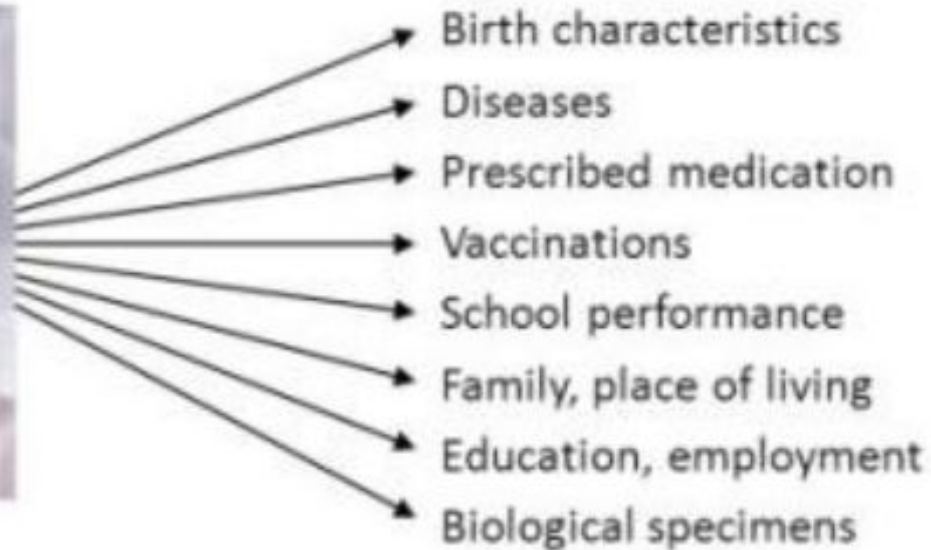 Birth characteristics
Diseases
Prescribed medication
Vaccinations
School performance
Family, place of living
Education, employment
Biological specimens